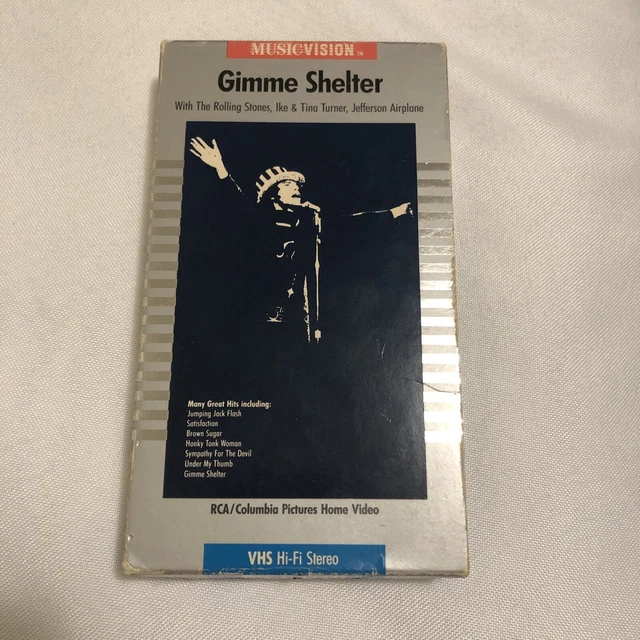 MUSICVISION TM
Gimme Shelter
With The Rolling Stones, Ike & Tina Turner, Jefferson Airplane
Many Great Hits including:
Jumping Jack Flash
Satisfaction
Brown Sugar
Honky Tonk Woman
Sympathy For The Devil
Under My Thumb
Gimme Shelter
RCA/Columbia Pictures Home Video
VHS Hi-Fi Stereo